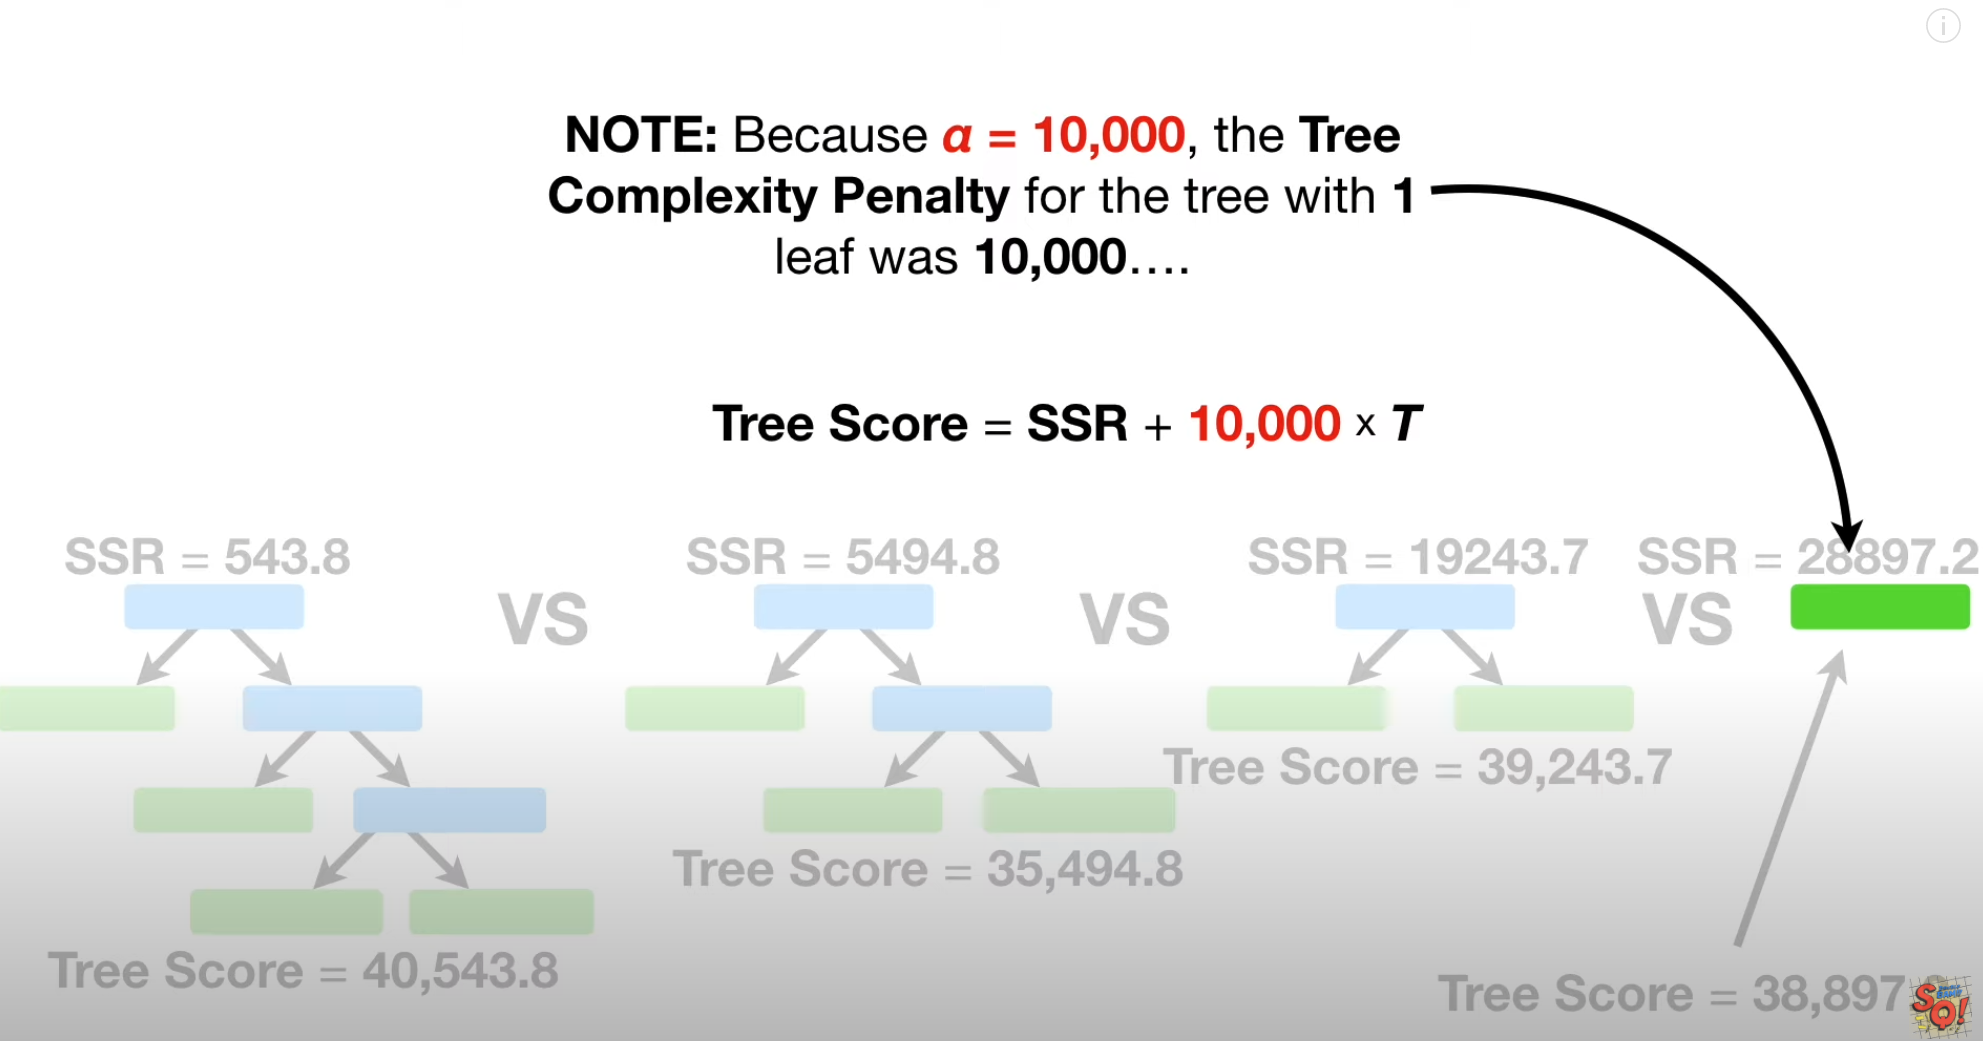 NOTE: Because α = 10,000, the Tree
Complexity Penalty for the tree with 1
leaf was 10,000....
Tree Score = SSR + 10,000 x T
SSR = 543.8
SSR = 5494.8
SSR = 19243.7
SSR = 28897.2
VS
VS
VS
Tree Score = 39,243.7
Tree Score = 35,494.8
Tree Score = 40,543.8
Tree Score = 38,897
SQ!